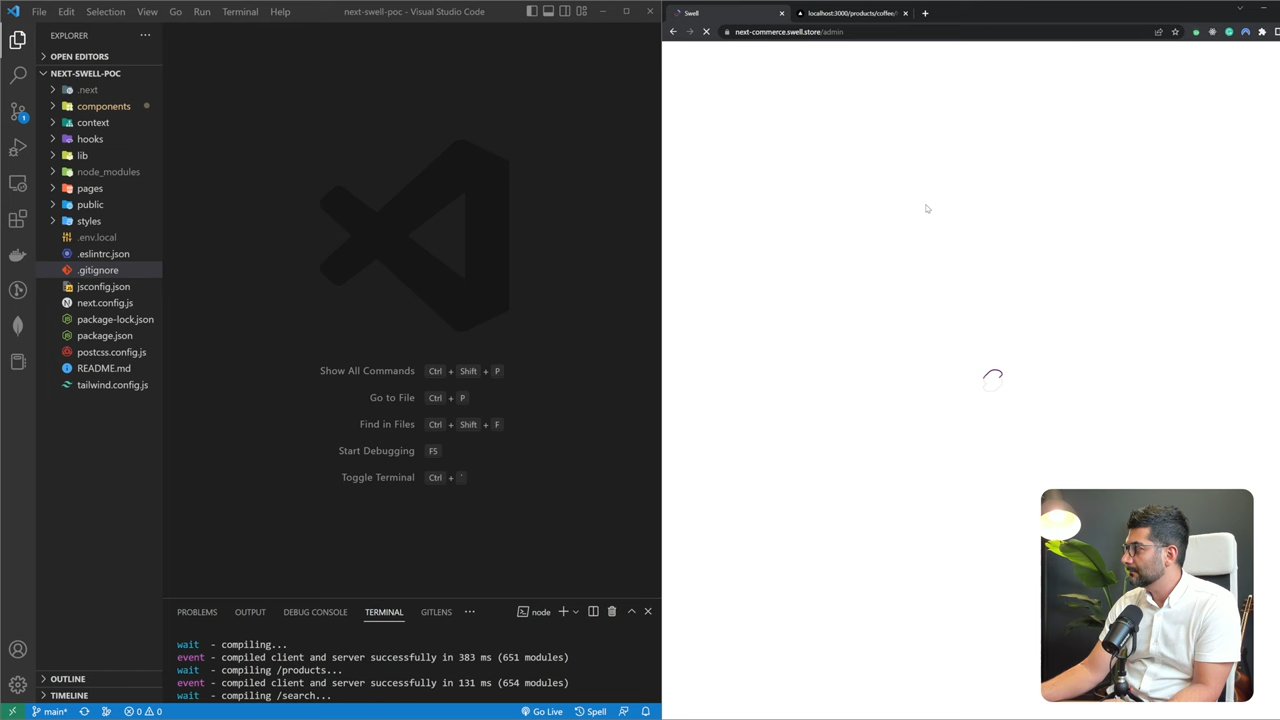 File Edit Selection View Go Run Terminal Help
next-swell-poc - Visual Studio Code
EXPLORER
OPEN EDITORS
NEXT-SWELL-POC
.next
components
context
hooks
lib
node_modules
pages
public
styles
.env.local
.eslintrc.json
.gitignore
jsconfig.json
next.config.js
package-lock.json
package.json
postcss.config.js
README.md
tailwind.config.js
OUTLINE
TIMELINE
1
Show All Commands Ctrl + Shift + P
Go to File Ctrl + P
Find in Files Ctrl + Shift + F
Start Debugging F5
Toggle Terminal Ctrl + `
PROBLEMS OUTPUT DEBUG CONSOLE TERMINAL GITLENS
node
wait - compiling...
event - compiled client and server successfully in 383 ms (651 modules)
wait - compiling /products...
event - compiled client and server successfully in 131 ms (654 modules)
wait - compiling /search...
main* 0 0 Go Live Spell
Swell
localhost:3000/products/coffee/
next-commerce.swell.store/admin